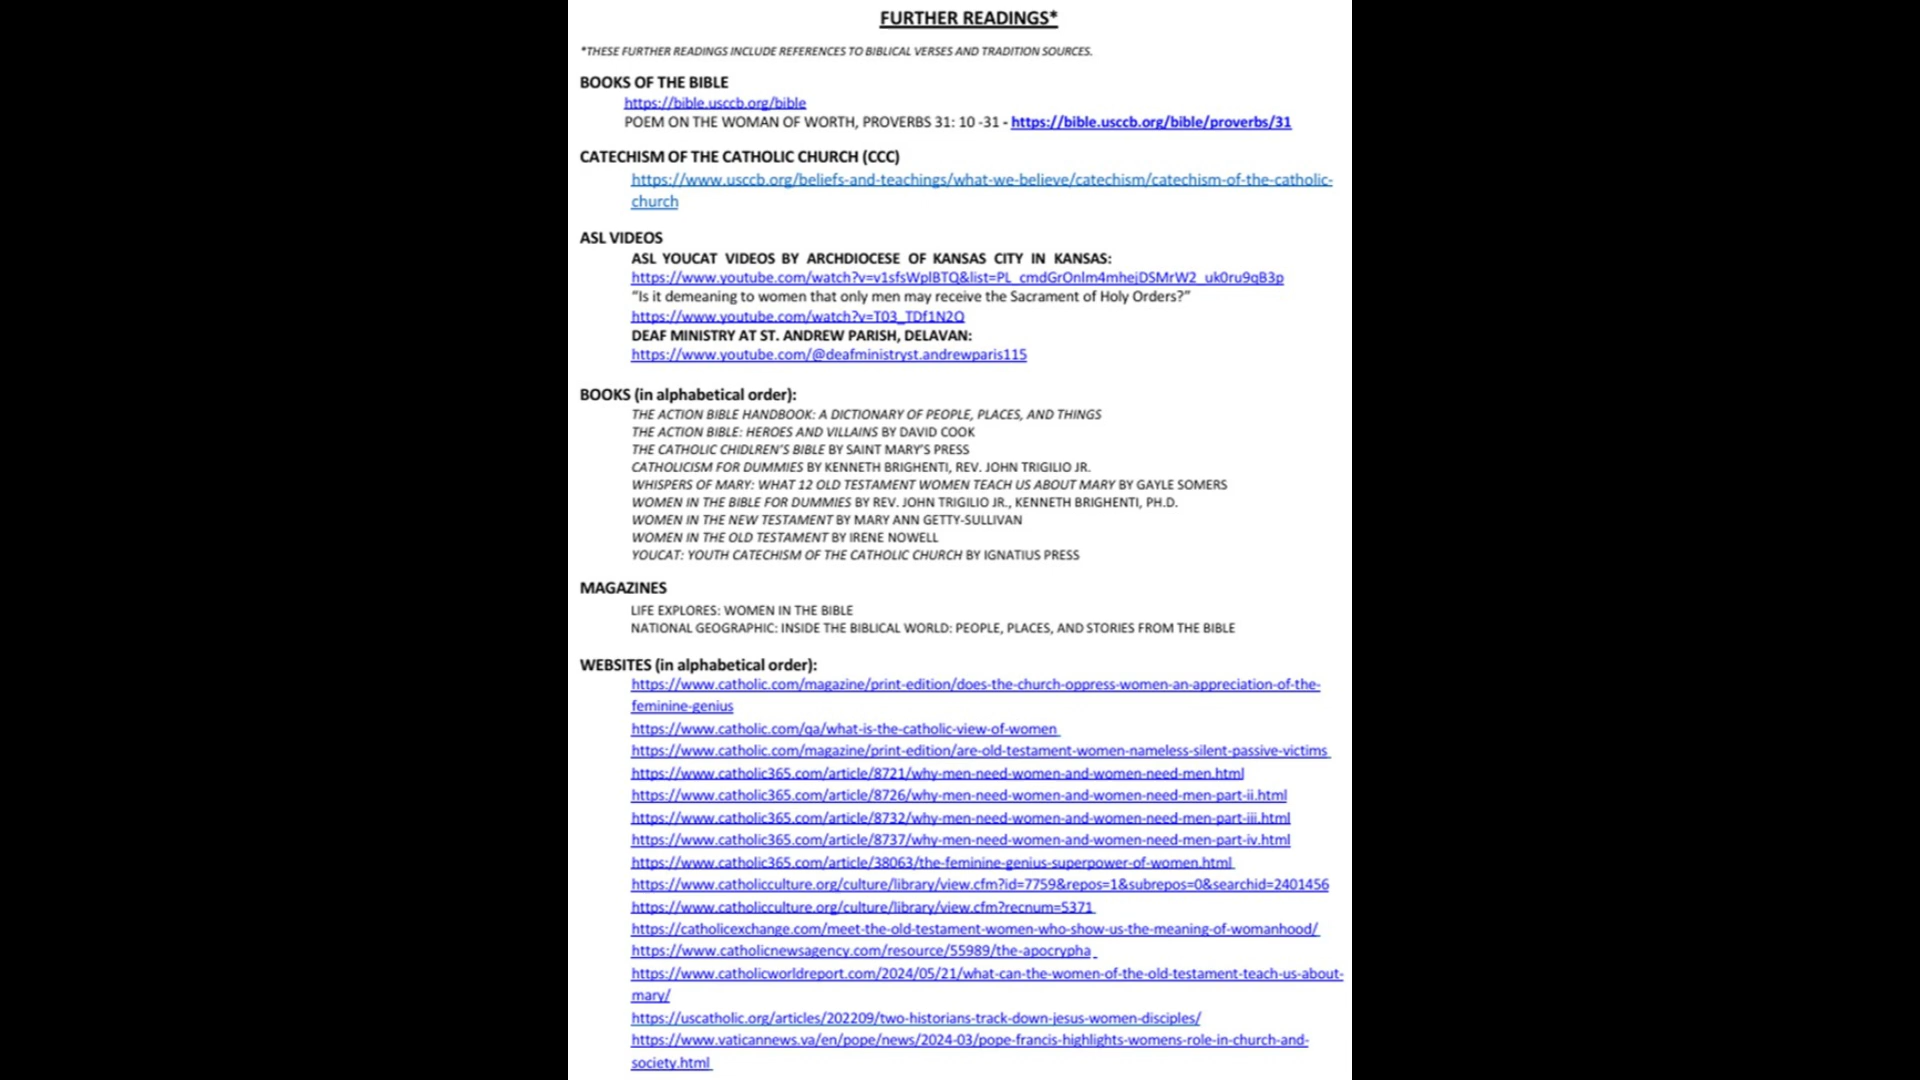 FURTHER READINGS*
*THESE FURTHER READINGS INCLUDE REFERENCES TO BIBLICAL VERSES AND TRADITION SOURCES.
BOOKS OF THE BIBLE
https://bible.usccb.org/bible
POEM ON THE WOMAN OF WORTH, PROVERBS 31: 10 -31 - https://bible.usccb.org/bible/proverbs/31
CATECHISM OF THE CATHOLIC CHURCH (CCC)
https://www.usccb.org/beliefs-and-teachings/what-we-believe/catechism/catechism-of-the-catholic-
church
ASL VIDEOS
ASL YOUCAT VIDEOS BY ARCHDIOCESE OF KANSAS CITY IN KANSAS:
https://www.youtube.com/watch?v=v1sfsWplBTQ&list=PL_cmdGrOnlm4mhejDSMrW2_uk0ru9qB3p
“Is it demeaning to women that only men may receive the Sacrament of Holy Orders?”
https://www.youtube.com/watch?v=T03_TDf1N2Q
DEAF MINISTRY AT ST. ANDREW PARISH, DELAVAN:
https://www.youtube.com/@deafministryst.andrewparis115
BOOKS (in alphabetical order):
THE ACTION BIBLE HANDBOOK: A DICTIONARY OF PEOPLE, PLACES, AND THINGS
THE ACTION BIBLE: HEROES AND VILLAINS BY DAVID COOK
THE CATHOLIC CHIDLREN’S BIBLE BY SAINT MARY’S PRESS
CATHOLICISM FOR DUMMIES BY KENNETH BRIGHENTI, REV. JOHN TRIGILIO JR.
WHISPERS OF MARY: WHAT 12 OLD TESTAMENT WOMEN TEACH US ABOUT MARY BY GAYLE SOMERS
WOMEN IN THE BIBLE FOR DUMMIES BY REV. JOHN TRIGILIO JR., KENNETH BRIGHENTI, PH.D.
WOMEN IN THE NEW TESTAMENT BY MARY ANN GETTY-SULLIVAN
WOMEN IN THE OLD TESTAMENT BY IRENE NOWELL
YOUCAT: YOUTH CATECHISM OF THE CATHOLIC CHURCH BY IGNATIUS PRESS
MAGAZINES
LIFE EXPLORES: WOMEN IN THE BIBLE
NATIONAL GEOGRAPHIC: INSIDE THE BIBLICAL WORLD: PEOPLE, PLACES, AND STORIES FROM THE BIBLE
WEBSITES (in alphabetical order):
https://www.catholic.com/magazine/print-edition/does-the-church-oppress-women-an-appreciation-of-the-
feminine-genius
https://www.catholic.com/qa/what-is-the-catholic-view-of-women
https://www.catholic.com/magazine/print-edition/are-old-testament-women-nameless-silent-passive-victims
https://www.catholic365.com/article/8721/why-men-need-women-and-women-need-men.html
https://www.catholic365.com/article/8726/why-men-need-women-and-women-need-men-part-ii.html
https://www.catholic365.com/article/8732/why-men-need-women-and-women-need-men-part-iii.html
https://www.catholic365.com/article/8737/why-men-need-women-and-women-need-men-part-iv.html
https://www.catholic365.com/article/38063/the-feminine-genius-superpower-of-women.html
https://www.catholicculture.org/culture/library/view.cfm?id=7759&repos=1&subrepos=0&searchid=2401456
https://www.catholicculture.org/culture/library/view.cfm?recnum=5371
https://catholicexchange.com/meet-the-old-testament-women-who-show-us-the-meaning-of-womanhood/
https://www.catholicnewsagency.com/resource/55989/the-apocrypha
https://www.catholicworldreport.com/2024/05/21/what-can-the-women-of-the-old-testament-teach-us-about-
mary/
https://uscatholic.org/articles/202209/two-historians-track-down-jesus-women-disciples/
https://www.vaticannews.va/en/pope/news/2024-03/pope-francis-highlights-womens-role-in-church-and-
society.html